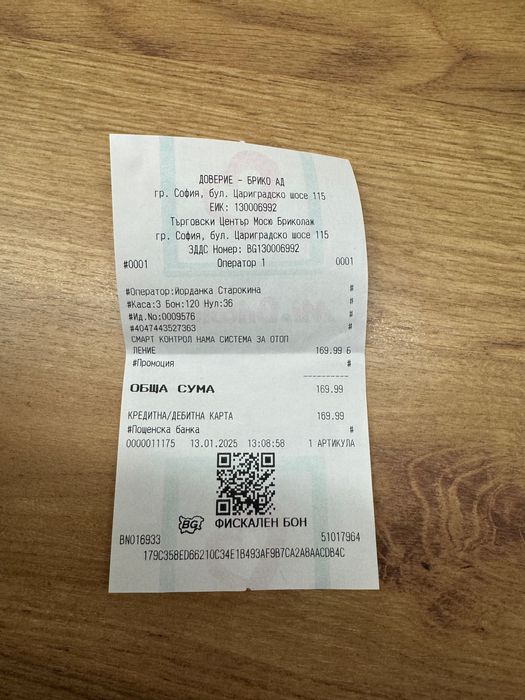 ДОВЕРИЕ - БРИКО АД
гр. София, бул. Цариградско шосе 115
ЕИК: 130006992
Търговски Център Мосю Бриколаж
гр. София, бул. Цариградско шосе 115
ЗДДС Номер: BG130006992
#0001 Оператор 1 0001
#Оператор:Йорданка Старокина #
#Каса:3 Бон:120 Нул:36 #
#Ид.No:0009576 #
#4047443527363 #
СМАРТ КОНТРОЛ НАМА СИСТЕМА ЗА ОТОП
ЛЕНИЕ 169.99 Б
#Промоция #
----------
ОБЩА СУМА 169.99
КРЕДИТНА/ДЕБИТНА КАРТА 169.99
#Пощенска банка #
0000011175 13.01.2025 13:08:58 1 АРТИКУЛА
BG ФИСКАЛЕН БОН
BN016933 51017964
179C358ED66210C34E1B493AF9B7CA2A8AACDB4C